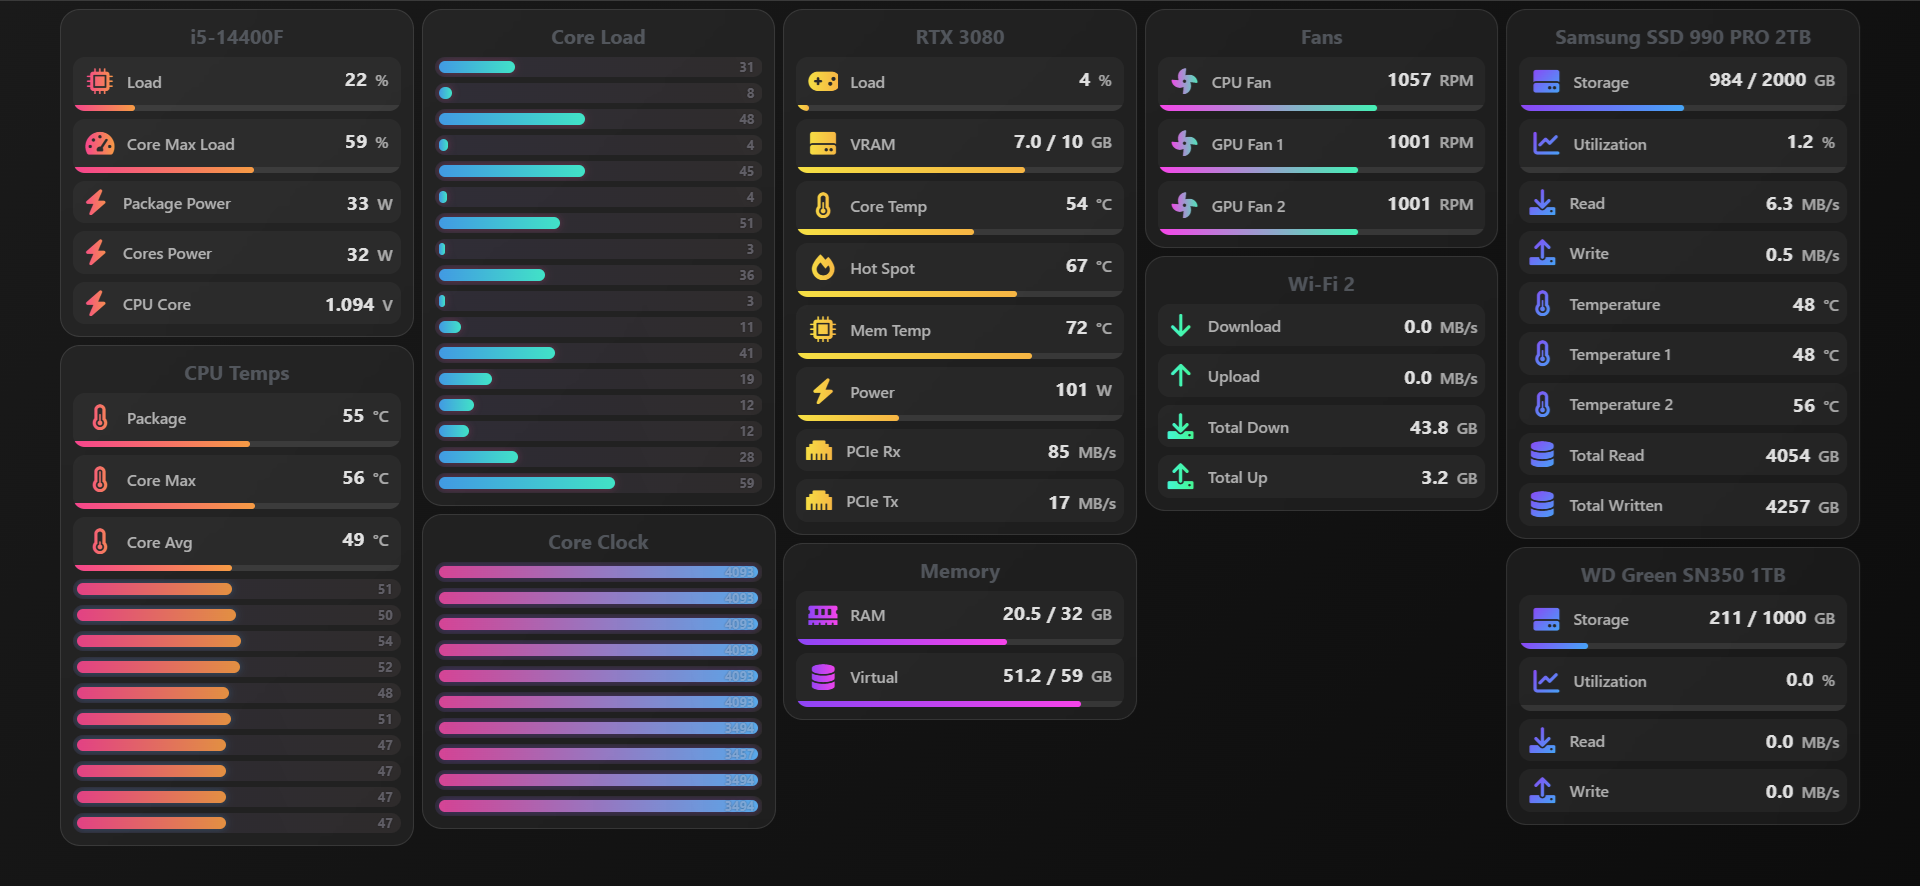 i5-14400F
Load 22 %
Core Max Load 59 %
Package Power 33 W
Cores Power 32 W
CPU Core 1.094 V
CPU Temps
Package 55 °C
Core Max 56 °C
Core Avg 49 °C
51
50
54
52
48
51
47
47
47
47
Core Load
31
8
48
4
45
4
51
3
36
3
11
41
19
12
12
28
59
Core Clock
4093
4093
4093
4093
4093
4093
3494
3457
3494
3494
RTX 3080
Load 4 %
VRAM 7.0 / 10 GB
Core Temp 54 °C
Hot Spot 67 °C
Mem Temp 72 °C
Power 101 W
PCIe Rx 85 MB/s
PCIe Tx 17 MB/s
Memory
RAM 20.5 / 32 GB
Virtual 51.2 / 59 GB
Fans
CPU Fan 1057 RPM
GPU Fan 1 1001 RPM
GPU Fan 2 1001 RPM
Wi-Fi 2
Download 0.0 MB/s
Upload 0.0 MB/s
Total Down 43.8 GB
Total Up 3.2 GB
Samsung SSD 990 PRO 2TB
Storage 984 / 2000 GB
Utilization 1.2 %
Read 6.3 MB/s
Write 0.5 MB/s
Temperature 48 °C
Temperature 1 48 °C
Temperature 2 56 °C
Total Read 4054 GB
Total Written 4257 GB
WD Green SN350 1TB
Storage 211 / 1000 GB
Utilization 0.0 %
Read 0.0 MB/s
Write 0.0 MB/s